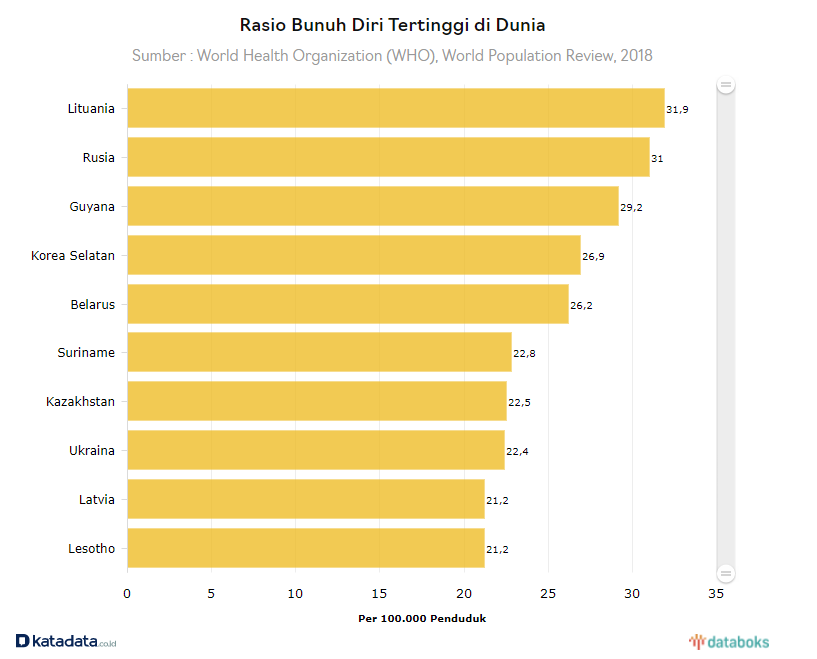 Rasio Bunuh Diri Tertinggi di Dunia
Sumber : World Health Organization (WHO), World Population Review, 2018
Lituania 31,9
Rusia 31
Guyana 29,2
Korea Selatan 26,9
Belarus 26,2
Suriname 22,8
Kazakhstan 22,5
Ukraina 22,4
Latvia 21,2
Lesotho 21,2
0 5 10 15 20 25 30 35
Per 100.000 Penduduk
katadata.co.id databoks